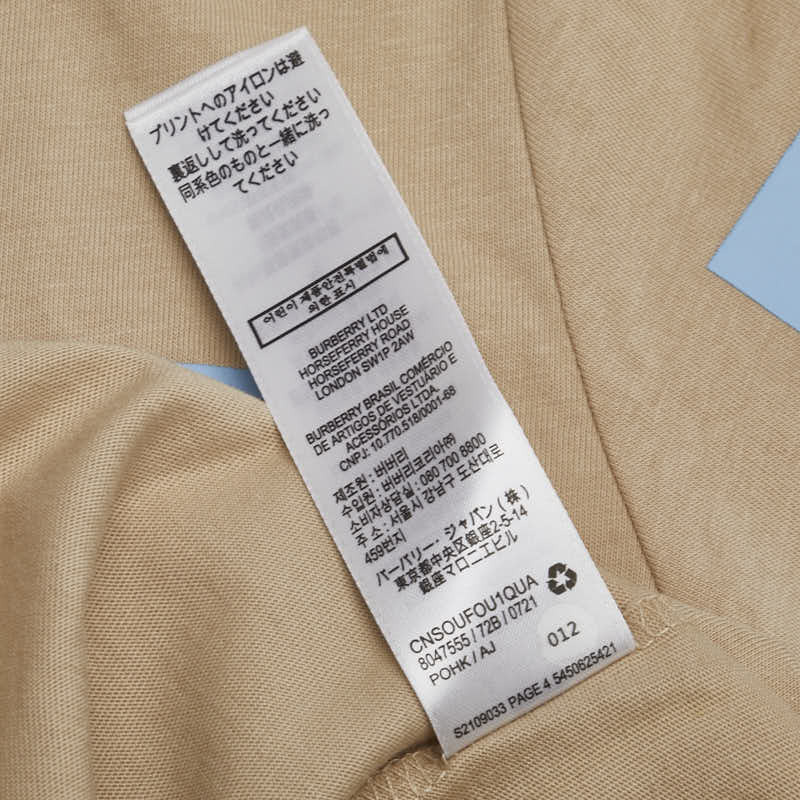 プリントへのアイロンは避
けてください
裏返しして洗ってください
同系色のものと一緒に洗っ
てください
어린이 제품안전특별법에
의한 표시
BURBERRY LTD
HORSEFERRY HOUSE
HORSEFERRY ROAD
LONDON SW1P 2AW
BURBERRY BRASIL COMÉRCIO
DE ARTIGOS DE VESTUÁRIO E
ACESSÓRIOS LTDA.
CNPJ: 10.770.518/0001-68
제조원 : 버버리
수입원 : 버버리코리아㈜
소비자상담실 : 080 700 8800
주 소 : 서울시 강남구 도산대로
459번지
バーバリー・ジャパン (株)
東京都中央区銀座2-5-14
銀座マロニエビル
CNSOUFOU1QUA
8047555 / 72B / 0721
POHK / AJ
012
S2109033 PAGE 4 5450625421